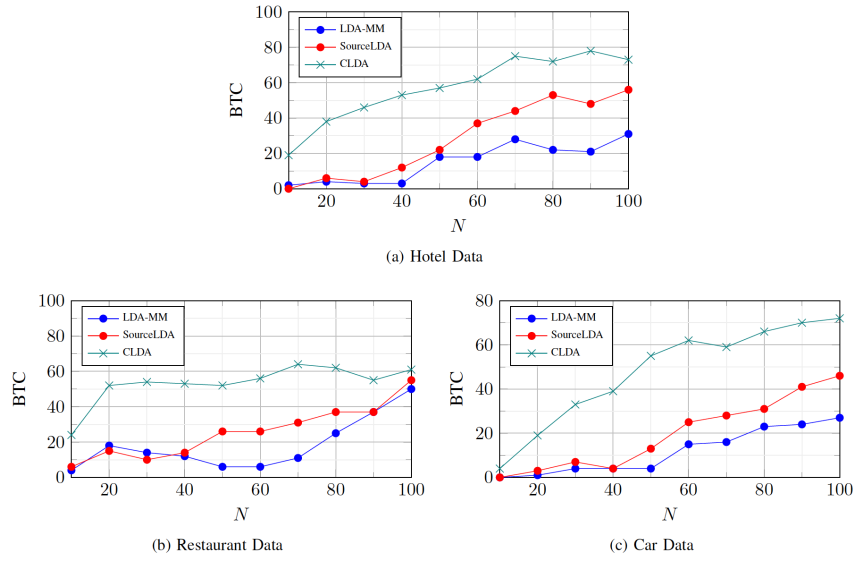 100
80
60
40
20
0
BTC
LDA-MM
SourceLDA
CLDA
20 40 60 80 100
N
(a) Hotel Data
100
80
60
40
20
0
BTC
LDA-MM
SourceLDA
CLDA
20 40 60 80 100
N
(b) Restaurant Data
80
60
40
20
0
BTC
LDA-MM
SourceLDA
CLDA
20 40 60 80 100
N
(c) Car Data